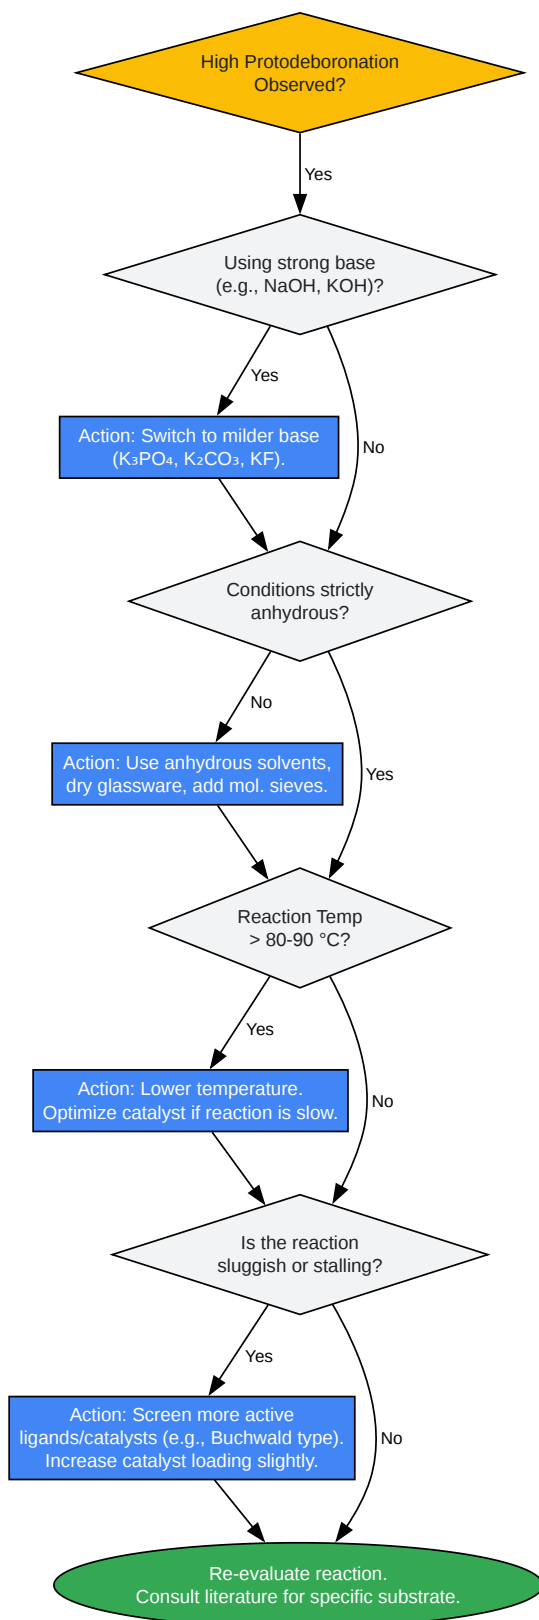 High Protodeboronation
Observed?
Yes
Using strong base
(e.g., NaOH, KOH)?
Yes
Action: Switch to milder base
(K₃PO₄, K₂CO₃, KF).
No
Conditions strictly
anhydrous?
No
Action: Use anhydrous solvents,
dry glassware, add mol. sieves.
Yes
Reaction Temp
> 80-90 °C?
Yes
Action: Lower temperature.
Optimize catalyst if reaction is slow.
No
Is the reaction
sluggish or stalling?
Yes
Action: Screen more active
ligands/catalysts (e.g., Buchwald type).
Increase catalyst loading slightly.
No
Re-evaluate reaction.
Consult literature for specific substrate.